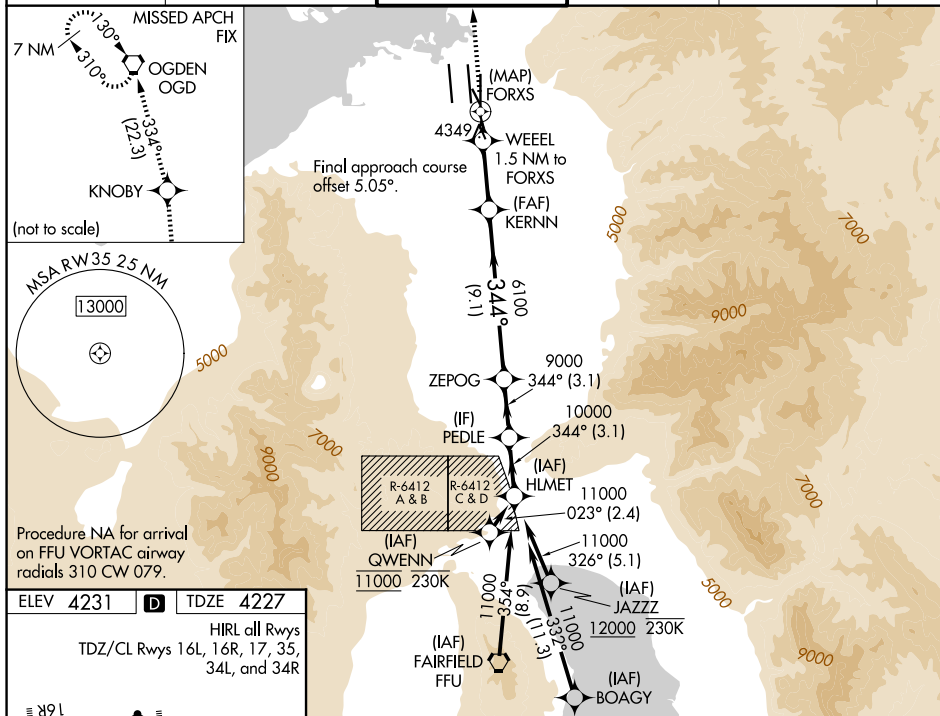 MISSED APCH
FIX
7 NM
130°
310°
OGDEN
OGD
334°
(22.3)
KNOBY
(not to scale)
MSA RW35 25 NM
13000
5000
(MAP)
FORXS
4349
WEEEL
1.5 NM to
FORXS
Final approach course
offset 5.05°.
(FAF)
KERNN
5000
7000
9000
6100
344°
(9.1)
ZEPOG
9000
344° (3.1)
(IF)
PEDLE
10000
344° (3.1)
7000
9000
R-6412
A & B
R-6412
C & D
(IAF)
HLMET
11000
023° (2.4)
7000
(IAF)
QWENN
11000 230K
11000
326° (5.1)
(IAF)
JAZZZ
12000 230K
5000
Procedure NA for arrival
on FFU VORTAC airway
radials 310 CW 079.
11000
354°
(8.9)
11000
332°
(11.3)
(IAF)
FAIRFIELD
FFU
(IAF)
BOAGY
9000
ELEV 4231 D TDZE 4227
HIRL all Rwys
TDZ/CL Rwys 16L, 16R, 17, 35,
34L, and 34R
16R